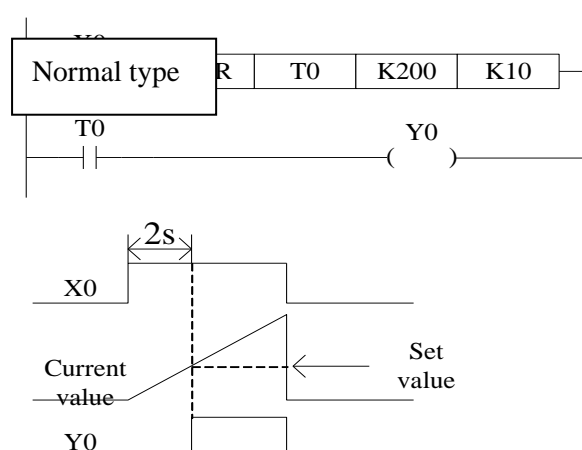 Normal type
R T0 K200 K10
T0
Y0
2s
X0
Current
value
Set
value
Y0